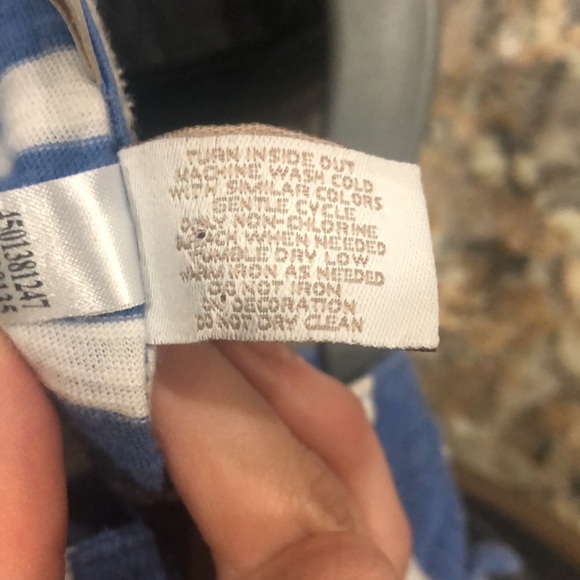 TURN INSIDE OUT
MACHINE WASH COLD
WITH SIMILAR COLORS
GENTLE CYCLE
ONLY NON-CHLORINE
BLEACH WHEN NEEDED
TUMBLE DRY LOW
WARM IRON AS NEEDED
DO NOT IRON
DECORATION
DO NOT DRY CLEAN
4501381247